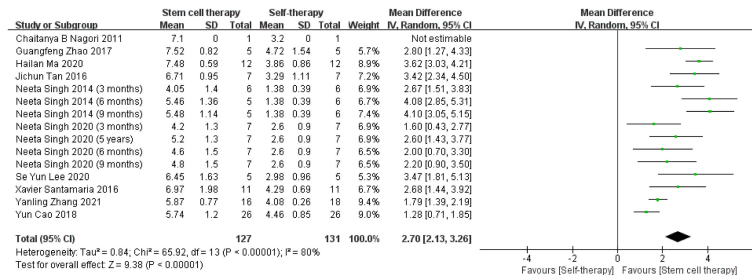 Stem cell therapy Self-therapy Mean Difference Mean Difference
Study or Subgroup Mean SD Total Mean SD Total Weight IV, Random, 95% CI IV, Random, 95% CI
Chaitanya B Nagori 2011 7.1 0 1 3.2 0 1 Not estimable
Guangfeng Zhao 2017 7.52 0.82 5 4.72 1.54 5 5.7% 2.80 [1.27, 4.33]
Hailan Ma 2020 7.48 0.59 12 3.86 0.86 12 8.6% 3.62 [3.03, 4.21]
Jichun Tan 2016 6.71 0.95 7 3.29 1.11 7 7.5% 3.42 [2.34, 4.50]
Neeta Singh 2014 (3 months) 4.05 1.4 6 1.38 0.39 6 7.2% 2.67 [1.51, 3.83]
Neeta Singh 2014 (6 months) 5.46 1.36 5 1.38 0.39 6 6.9% 4.08 [2.85, 5.31]
Neeta Singh 2014 (9 months) 5.48 1.14 5 1.38 0.39 6 7.6% 4.10 [3.05, 5.15]
Neeta Singh 2020 (3 months) 4.2 1.3 7 2.6 0.9 7 7.2% 1.60 [0.43, 2.77]
Neeta Singh 2020 (5 years) 5.2 1.3 7 2.6 0.9 7 7.2% 2.60 [1.43, 3.77]
Neeta Singh 2020 (6 months) 4.6 1.5 7 2.6 0.9 7 6.7% 2.00 [0.70, 3.30]
Neeta Singh 2020 (9 months) 4.8 1.5 7 2.6 0.9 7 6.7% 2.20 [0.90, 3.50]
Se Yun Lee 2020 6.45 1.63 5 2.98 0.96 5 5.3% 3.47 [1.81, 5.13]
Xavier Santamaria 2016 6.97 1.98 11 4.29 0.69 11 6.9% 2.68 [1.44, 3.92]
Yanling Zhang 2021 5.87 0.77 16 4.08 0.26 18 8.9% 1.79 [1.39, 2.19]
Yun Cao 2018 5.74 1.2 26 4.46 0.85 26 8.7% 1.28 [0.71, 1.85]
Total (95% CI) 127 131 100.0% 2.70 [2.13, 3.26]
Heterogeneity: Tau² = 0.84; Chi² = 65.92, df = 13 (P < 0.00001); I² = 80%
Test for overall effect: Z = 9.38 (P < 0.00001)
-4 -2 0 2 4
Favours [Self-therapy] Favours [Stem cell therapy]